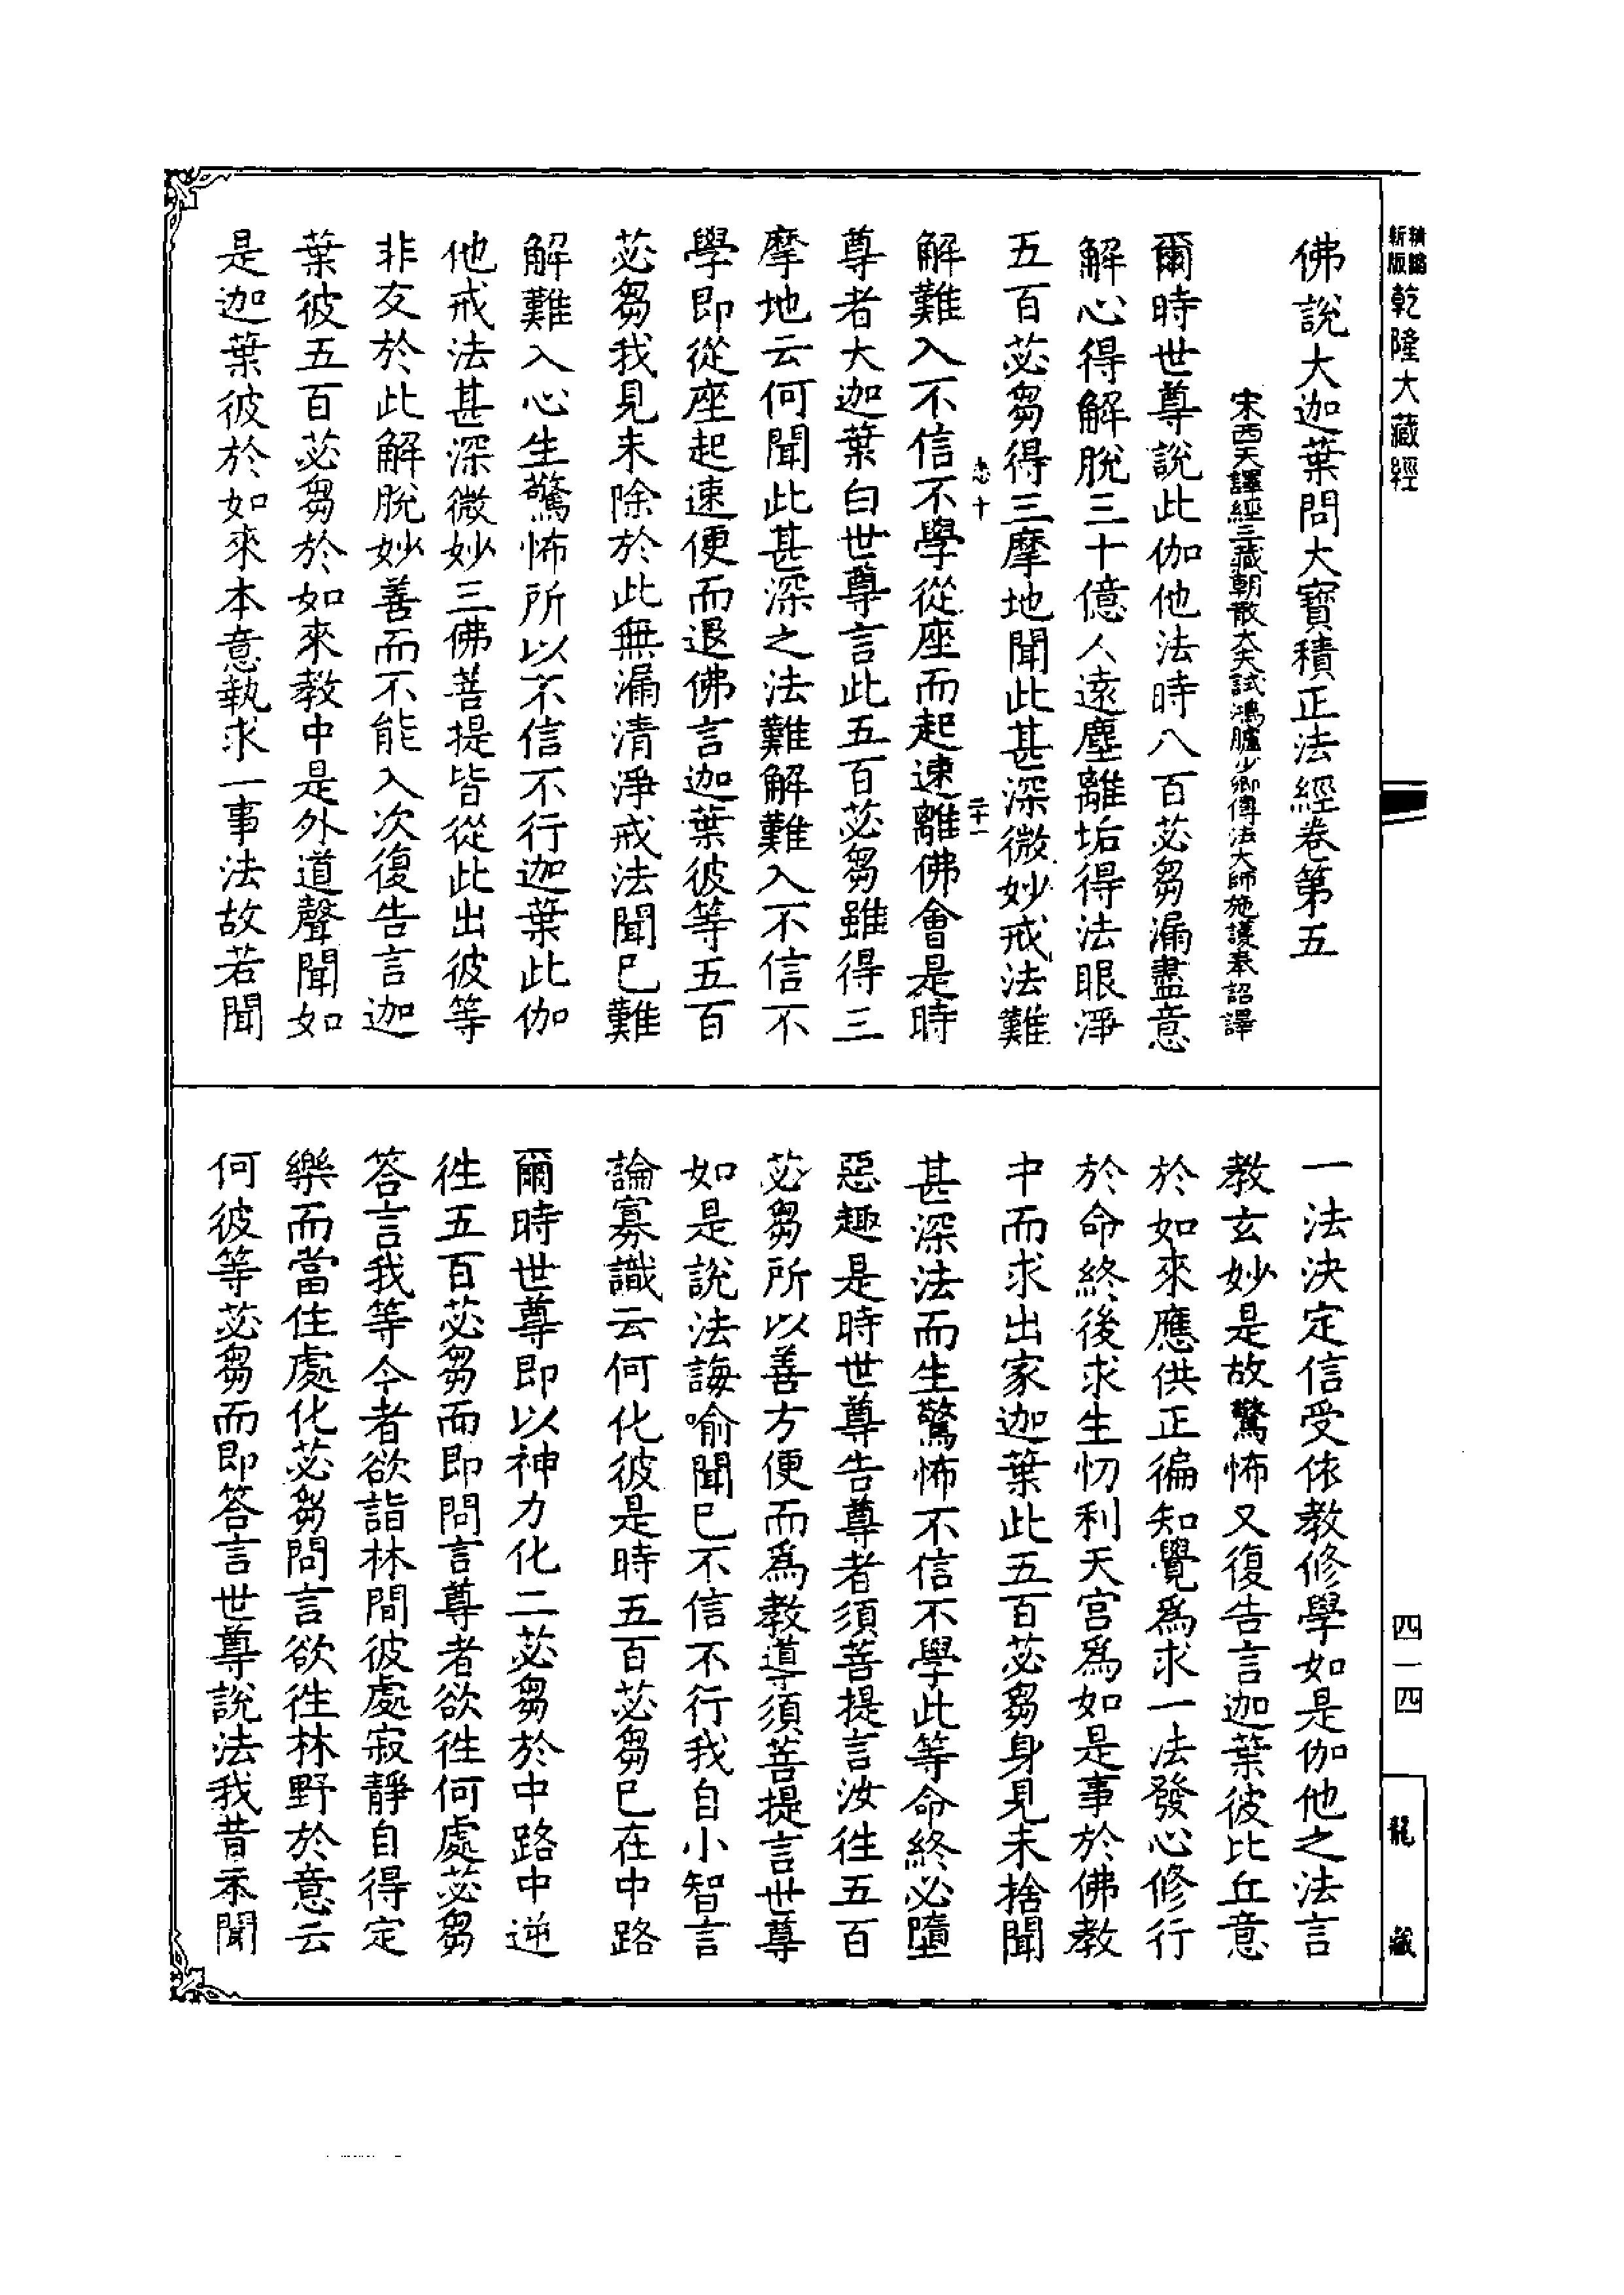 新版精縮乾隆大藏經
佛說大迦葉問大寶積正法經卷第五
宋西天譯經三藏朝散大夫試鴻臚少卿傳法大師施護奉詔譯
爾時世尊說此伽他法時八百苾芻漏盡意
解心得解脫三十億人遠塵離垢得法眼淨
五百苾芻得三摩地聞此甚深微妙戒法難
解難入不信不學從座而起速離佛會是時
尊者大迦葉白世尊言此五百苾芻雖得三
摩地云何聞此甚深之法難解難入不信不
學即從座起速便而退佛言迦葉彼等五百
苾芻我見未除於此無漏清淨戒法聞已難
解難入心生驚怖所以不信不行迦葉此伽
他戒法甚深微妙三佛菩提皆從此出彼等
非友於此解脫妙善而不能入次復告言迦
葉彼五百苾芻於如來教中是外道聲聞如
是迦葉彼於如來本意執求一事法故若聞
一法決定信受依教修學如是伽他之法言
教玄妙是故驚怖又復告言迦葉彼比丘意
於如來應供正徧知覺為求一法發心修行
於命終後求生忉利天宮為如是事於佛教
中而求出家迦葉此五百苾芻身見未捨聞
甚深法而生驚怖不信不學此等命終必墮
惡趣是時世尊告尊者須菩提言汝往五百
苾芻所以善方便而為教導須菩提言世尊
如是說法誨喻聞已不信不行我自小智言
論寡識云何化彼是時五百苾芻已在中路
爾時世尊即以神力化二苾芻於中路中逆
往五百苾芻而即問言尊者欲往何處苾芻
答言我等今者欲詣林間彼處寂靜自得定
樂而當住處化苾芻問言欲往林野於意云
何彼等苾芻而即答言世尊說法我昔未聞
十
二十一
四一四
龍藏